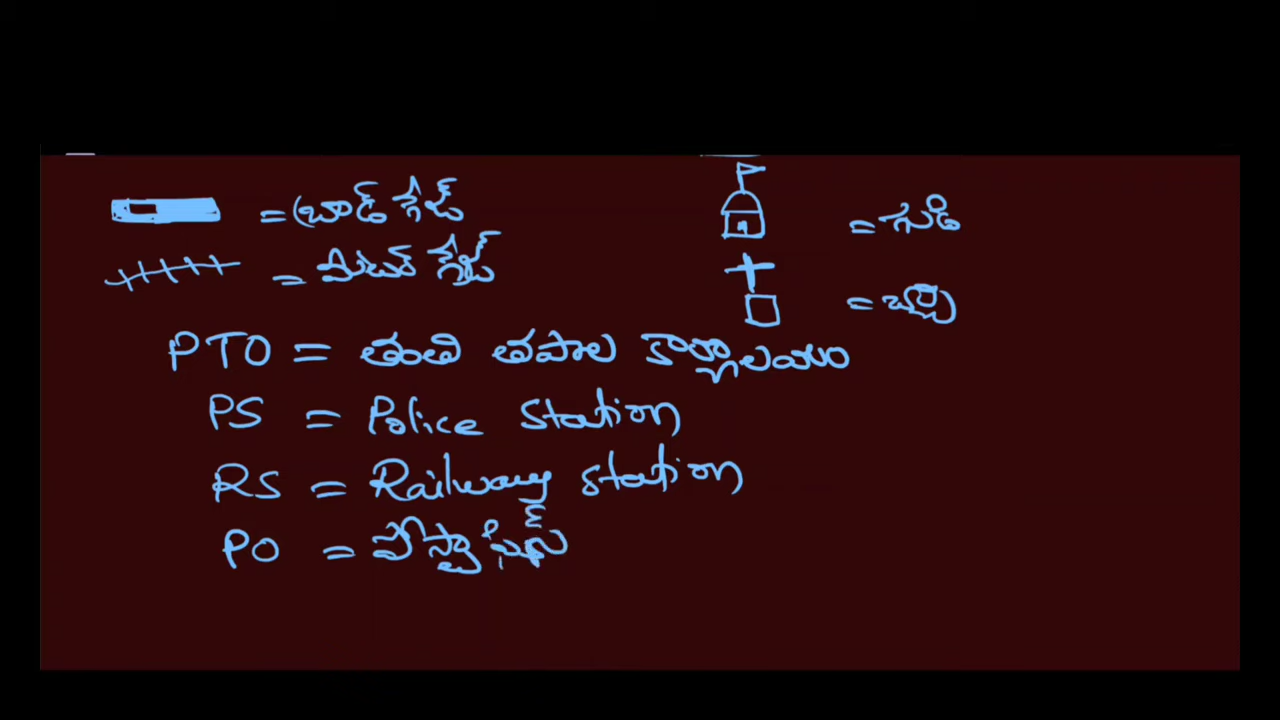 = బ్రాడ్ గేజ్
= మీటర్ గేజ్
= గుడి
= చర్చి
PTO = తంతి తపాల కార్యాలయం
PS = Police Station
RS = Railway station
PO = పోస్టాఫీస్